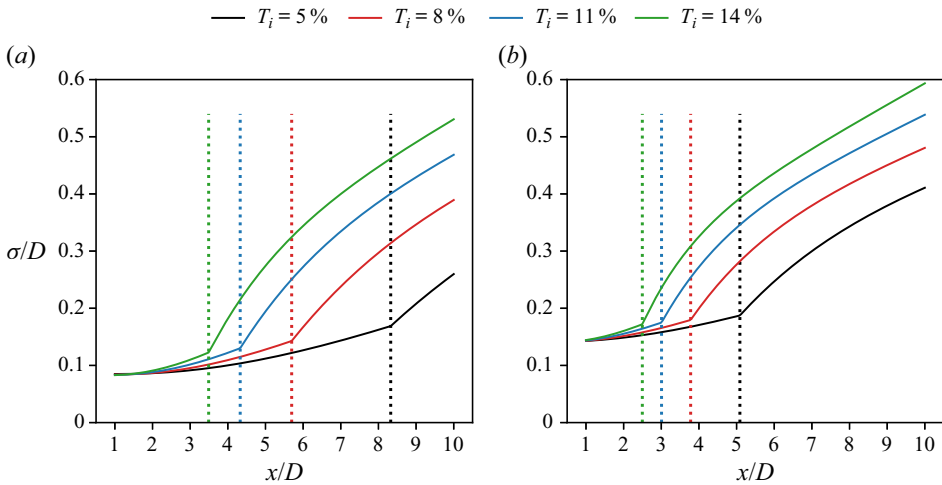 T_i = 5 % T_i = 8 % T_i = 11 % T_i = 14 %
(a) (b)
0.6 0.6
0.5 0.5
0.4 0.4
σ/D 0.3 0.3
0.2 0.2
0.1 0.1
0 0
1 2 3 4 5 6 7 8 9 10 1 2 3 4 5 6 7 8 9 10
x/D x/D